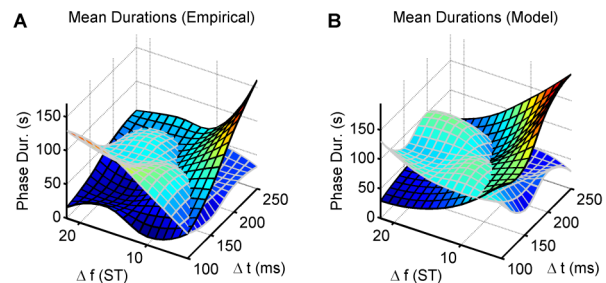 A
Mean Durations (Empirical)
Phase Dur. (s)
150
100
50
0
20
10
Δ f (ST)
100
150
200
250
Δ t (ms)
B
Mean Durations (Model)
Phase Dur. (s)
150
100
50
0
20
10
Δ f (ST)
100
150
200
250
Δ t (ms)